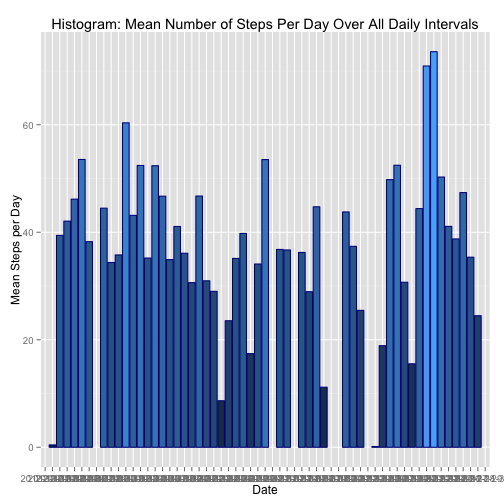 Histogram: Mean Number of Steps Per Day Over All Daily Intervals
Mean Steps per Day
60
40
20
0
Date